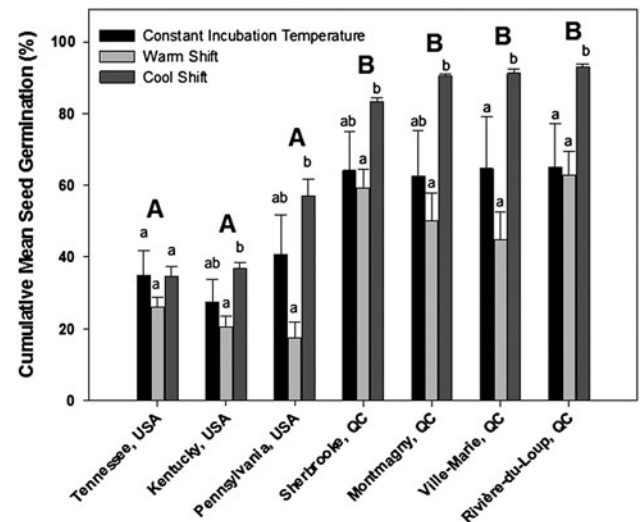 Cumulative Mean Seed Germination (%)
100
80
60
40
20
0
Constant Incubation Temperature
Warm Shift
Cool Shift
A
A
A
B
B
B
B
a
a
a
ab
a
b
ab
a
b
ab
a
b
ab
a
b
a
a
b
a
a
b
Tennessee, USA
Kentucky, USA
Pennsylvania, USA
Sherbrooke, QC
Montmagny, QC
Ville-Marie, QC
Rivière-du-Loup, QC